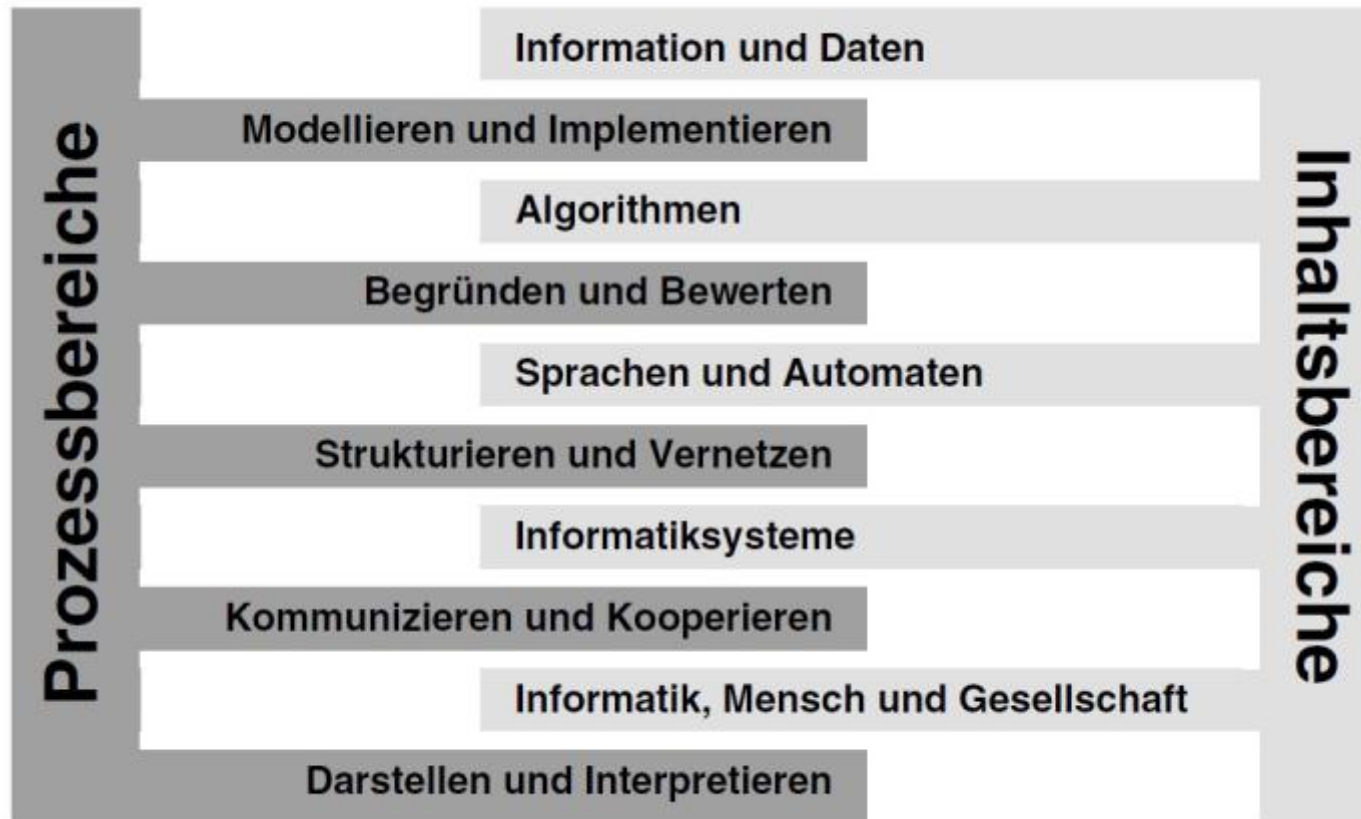 Prozessbereiche
Information und Daten
Modellieren und Implementieren
Algorithmen
Begründen und Bewerten
Sprachen und Automaten
Strukturieren und Vernetzen
Informatiksysteme
Kommunizieren und Kooperieren
Informatik, Mensch und Gesellschaft
Darstellen und Interpretieren
Inhaltsbereiche